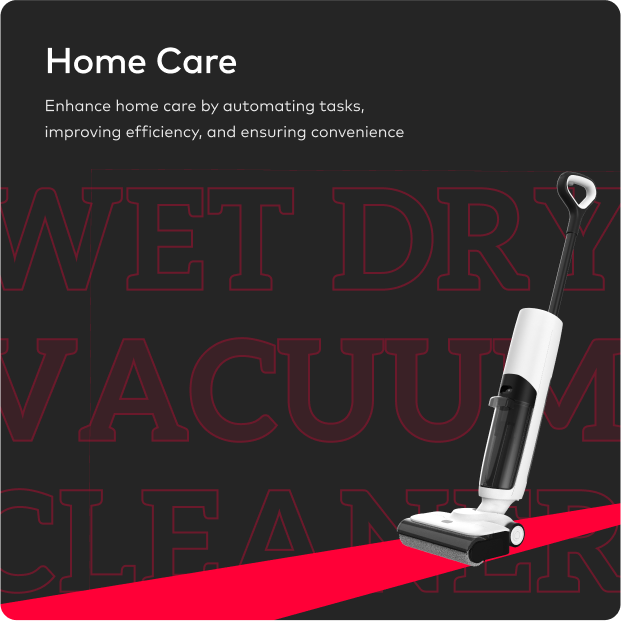 Home Care
Enhance home care by automating tasks,
improving efficiency, and ensuring convenience
WET DRY
VACUUM
CLEANER